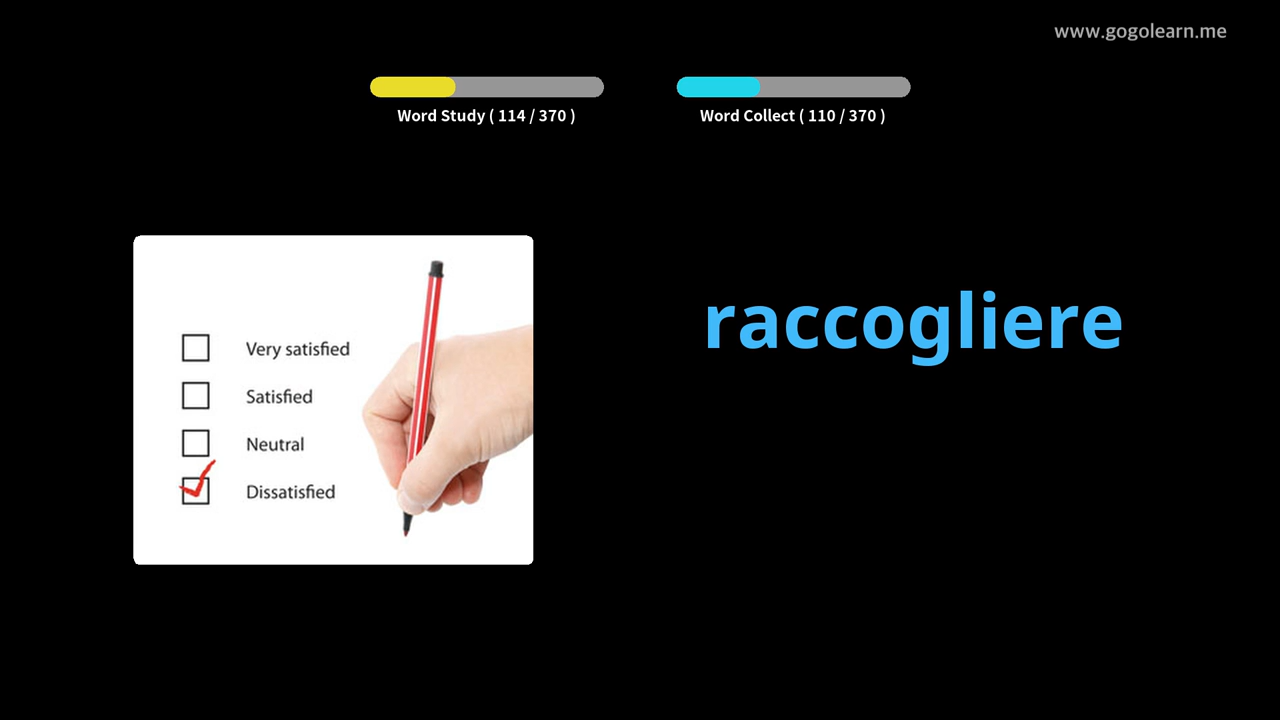 www.gogolearn.me
Word Study ( 114 / 370 )
Word Collect ( 110 / 370 )
raccogliere
Very satisfied
Satisfied
Neutral
Dissatisfied